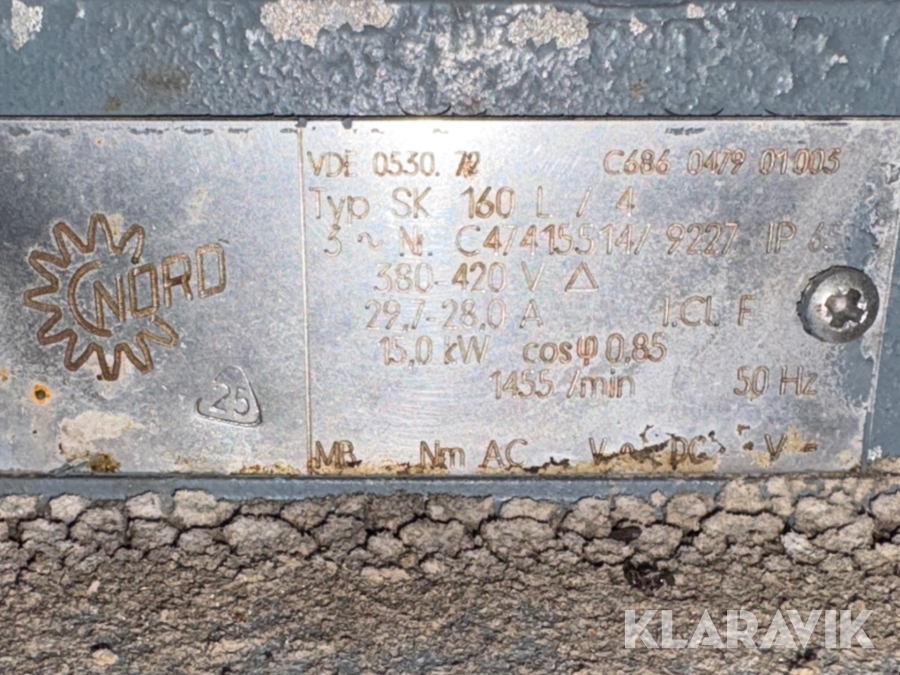 VDE 0530. 72 C686 0479 01005
Typ SK 160 L / 4
3 ~ Nr. C4/415514/ 9227 IP
NORD
380-420 V Δ
29,7-28,0 A I.Cl. F
15,0 kW cosφ 0,85
1455 /min 50 Hz
25
MB Nm AC V DC V =
KLARAVIK